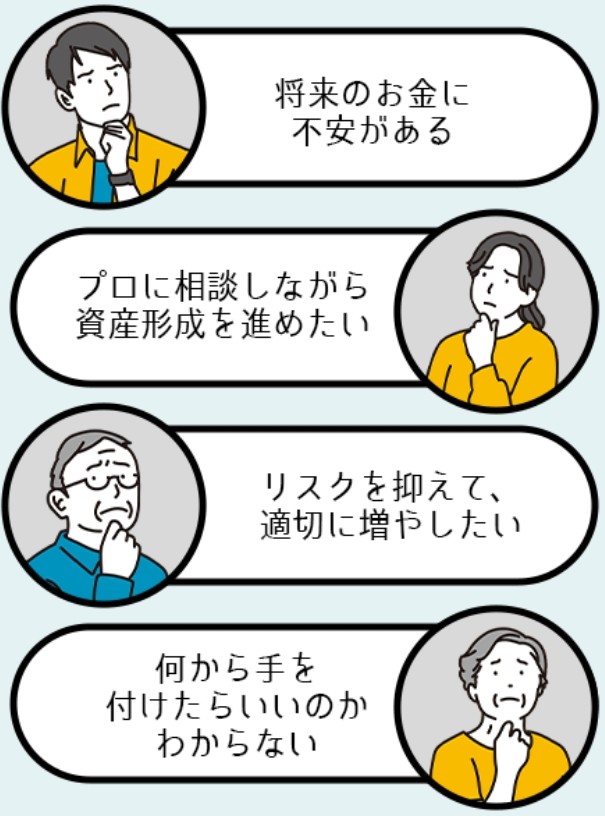 将来のお金に
不安がある
プロに相談しながら
資産形成を進めたい
リスクを抑えて、
適切に増やしたい
何から手を
付けたらいいのか
わからない